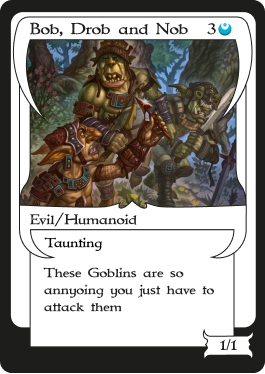 Bob, Drob and Nob 3
Evil/Humanoid
Taunting
These Goblins are so
annyoing you just have to
attack them
1/1